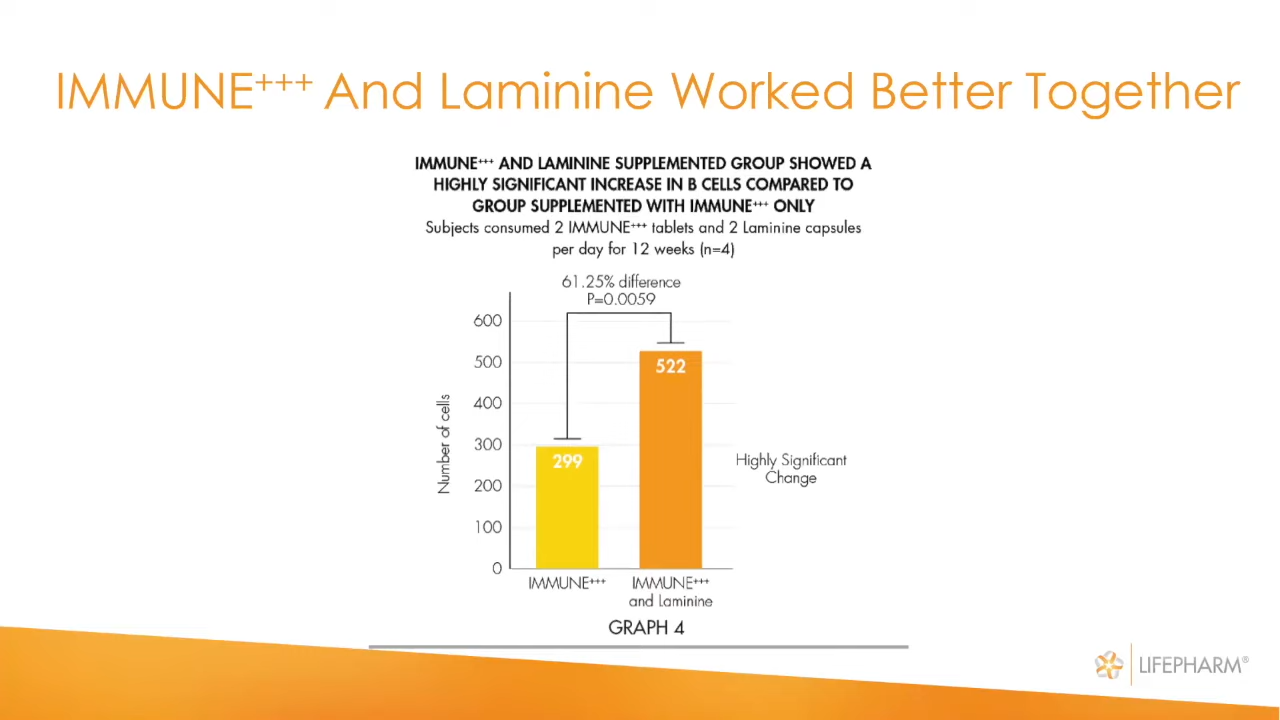 IMMUNE+++ And Laminine Worked Better Together
IMMUNE+++ AND LAMININE SUPPLEMENTED GROUP SHOWED A
HIGHLY SIGNIFICANT INCREASE IN B CELLS COMPARED TO
GROUP SUPPLEMENTED WITH IMMUNE+++ ONLY
Subjects consumed 2 IMMUNE+++ tablets and 2 Laminine capsules
per day for 12 weeks (n=4)
61.25% difference
P=0.0059
600
500
400
300
200
100
0
Number of cells
299
522
Highly Significant
Change
IMMUNE+++
IMMUNE+++
and Laminine
GRAPH 4
LIFEPHARM®